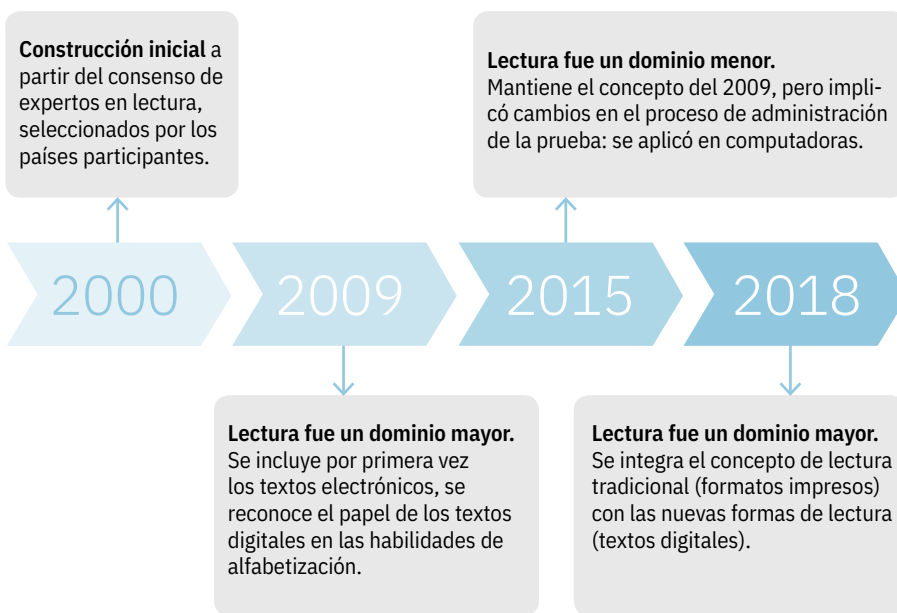 Construcción inicial a
partir del consenso de
expertos en lectura,
seleccionados por los
países participantes.
Lectura fue un dominio menor.
Mantiene el concepto del 2009, pero impli-
có cambios en el proceso de administración
de la prueba: se aplicó en computadoras.
2000
2009
2015
2018
Lectura fue un dominio mayor.
Se incluye por primera vez
los textos electrónicos, se
reconoce el papel de los textos
digitales en las habilidades de
alfabetización.
Lectura fue un dominio mayor.
Se integra el concepto de lectura
tradicional (formatos impresos)
con las nuevas formas de lectura
(textos digitales).